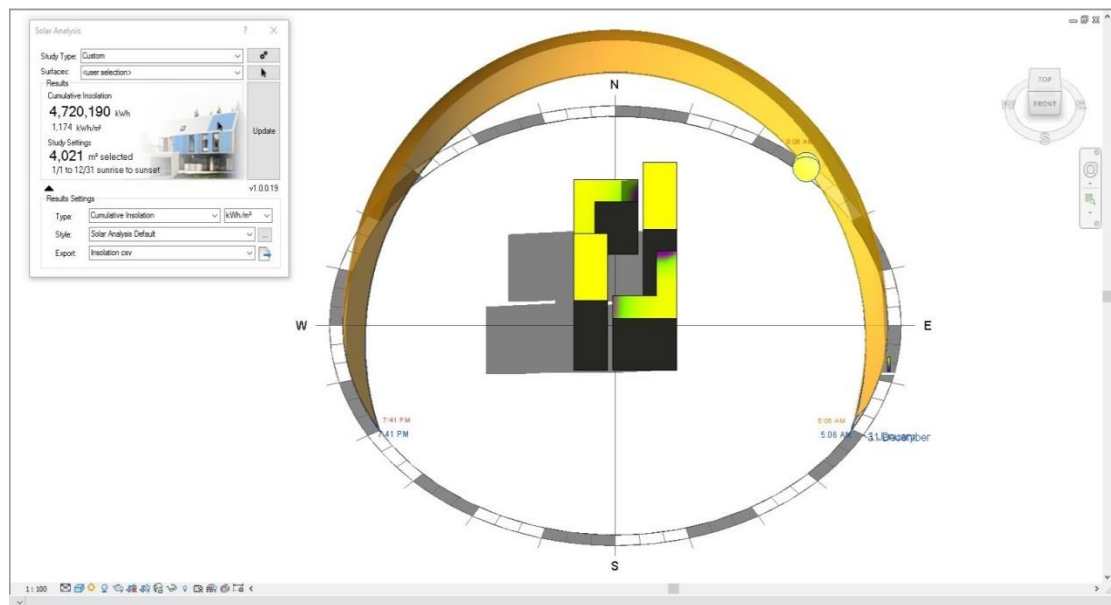 Solar Analysis
Study Type: Custom
Surfaces: <user selection>
Results
Cumulative Insolation
4,720,190 kWh
1,174 kWh/m²
Study Settings
4,021 m² selected
1/1 to 12/31 sunrise to sunset
Update
v1.0.0.19
Results Settings
Type: Cumulative Insolation kWh/m²
Style: Solar Analysis Default
Export: Insolation csv
N
9:06 AM
W
E
7:41 PM
7:41 PM
5:06 AM
5:06 AM
S
TOP
FRONT
1 : 100